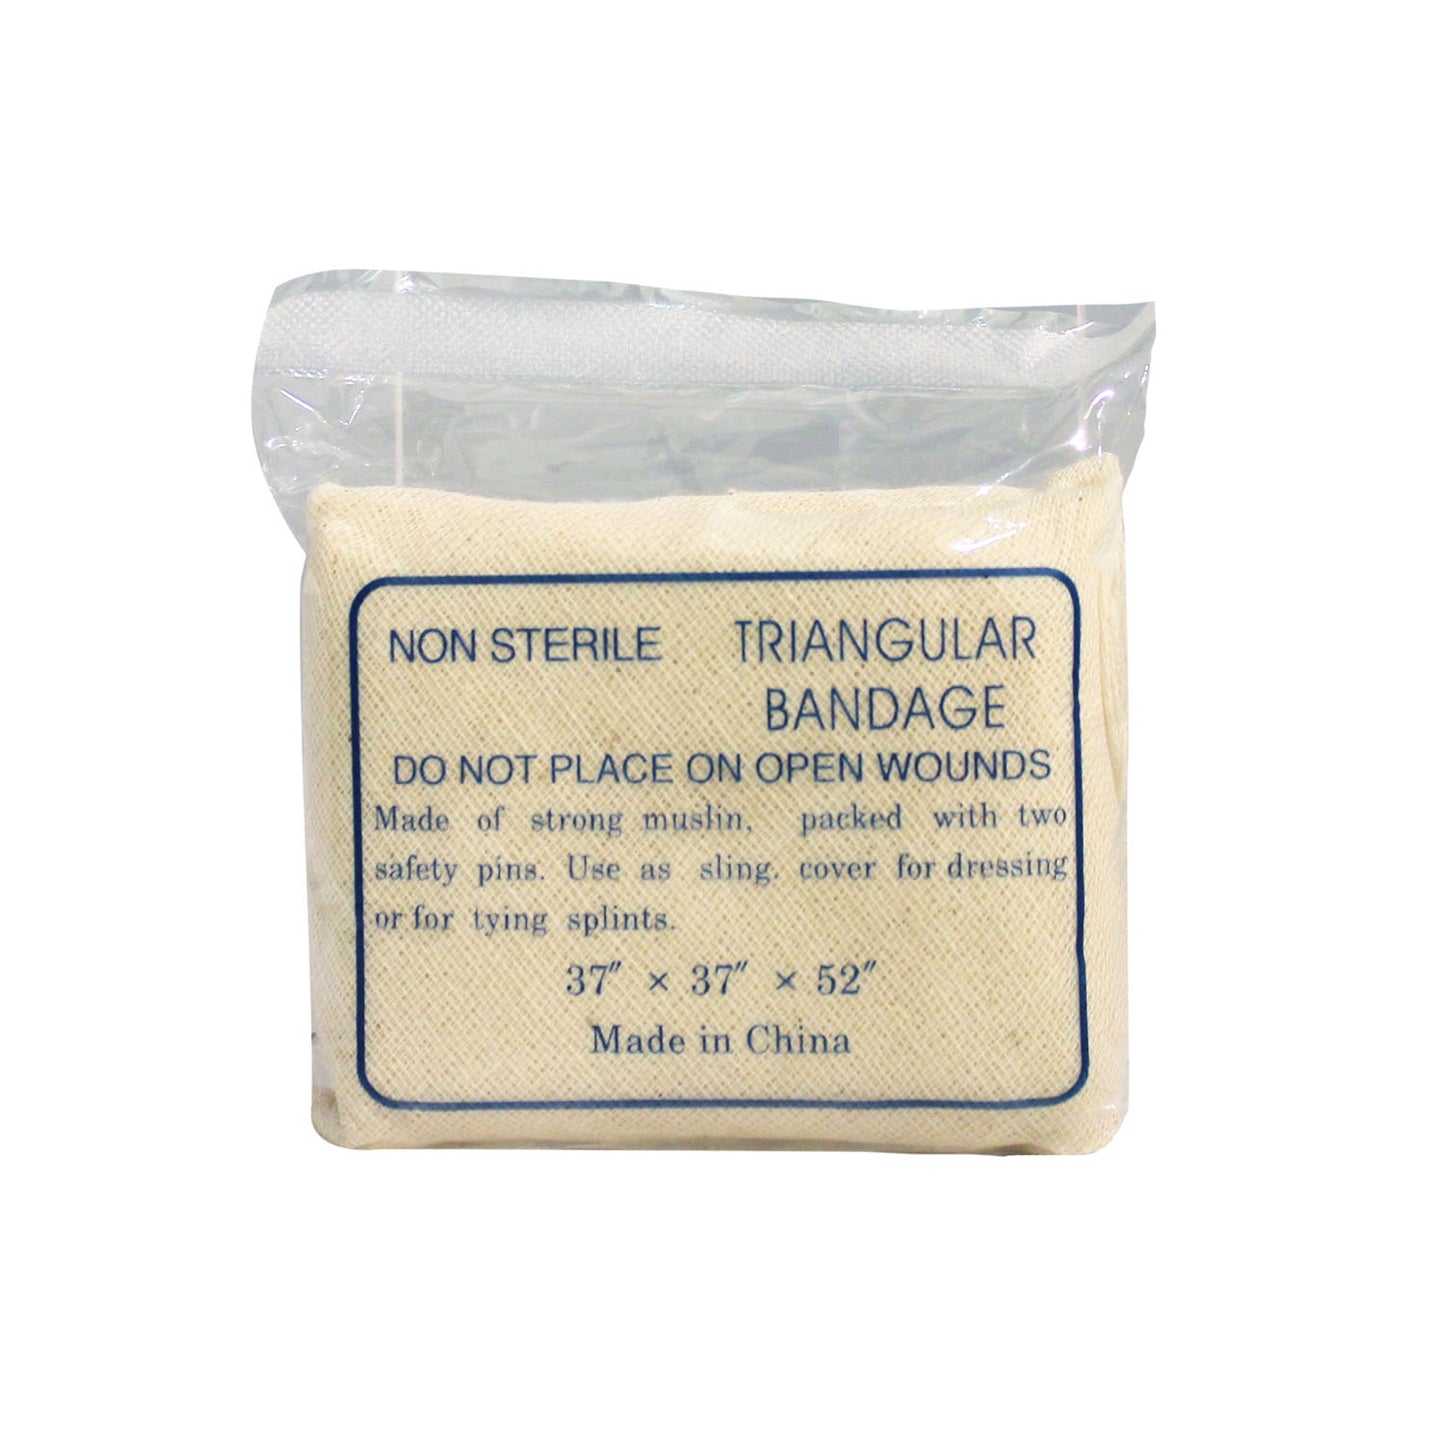 NON STERILE TRIANGULAR
BANDAGE
DO NOT PLACE ON OPEN WOUNDS
Made of strong muslin, packed with two
safety pins. Use as sling. cover for dressing
or for tying splints.
37″ × 37″ × 52″
Made in China